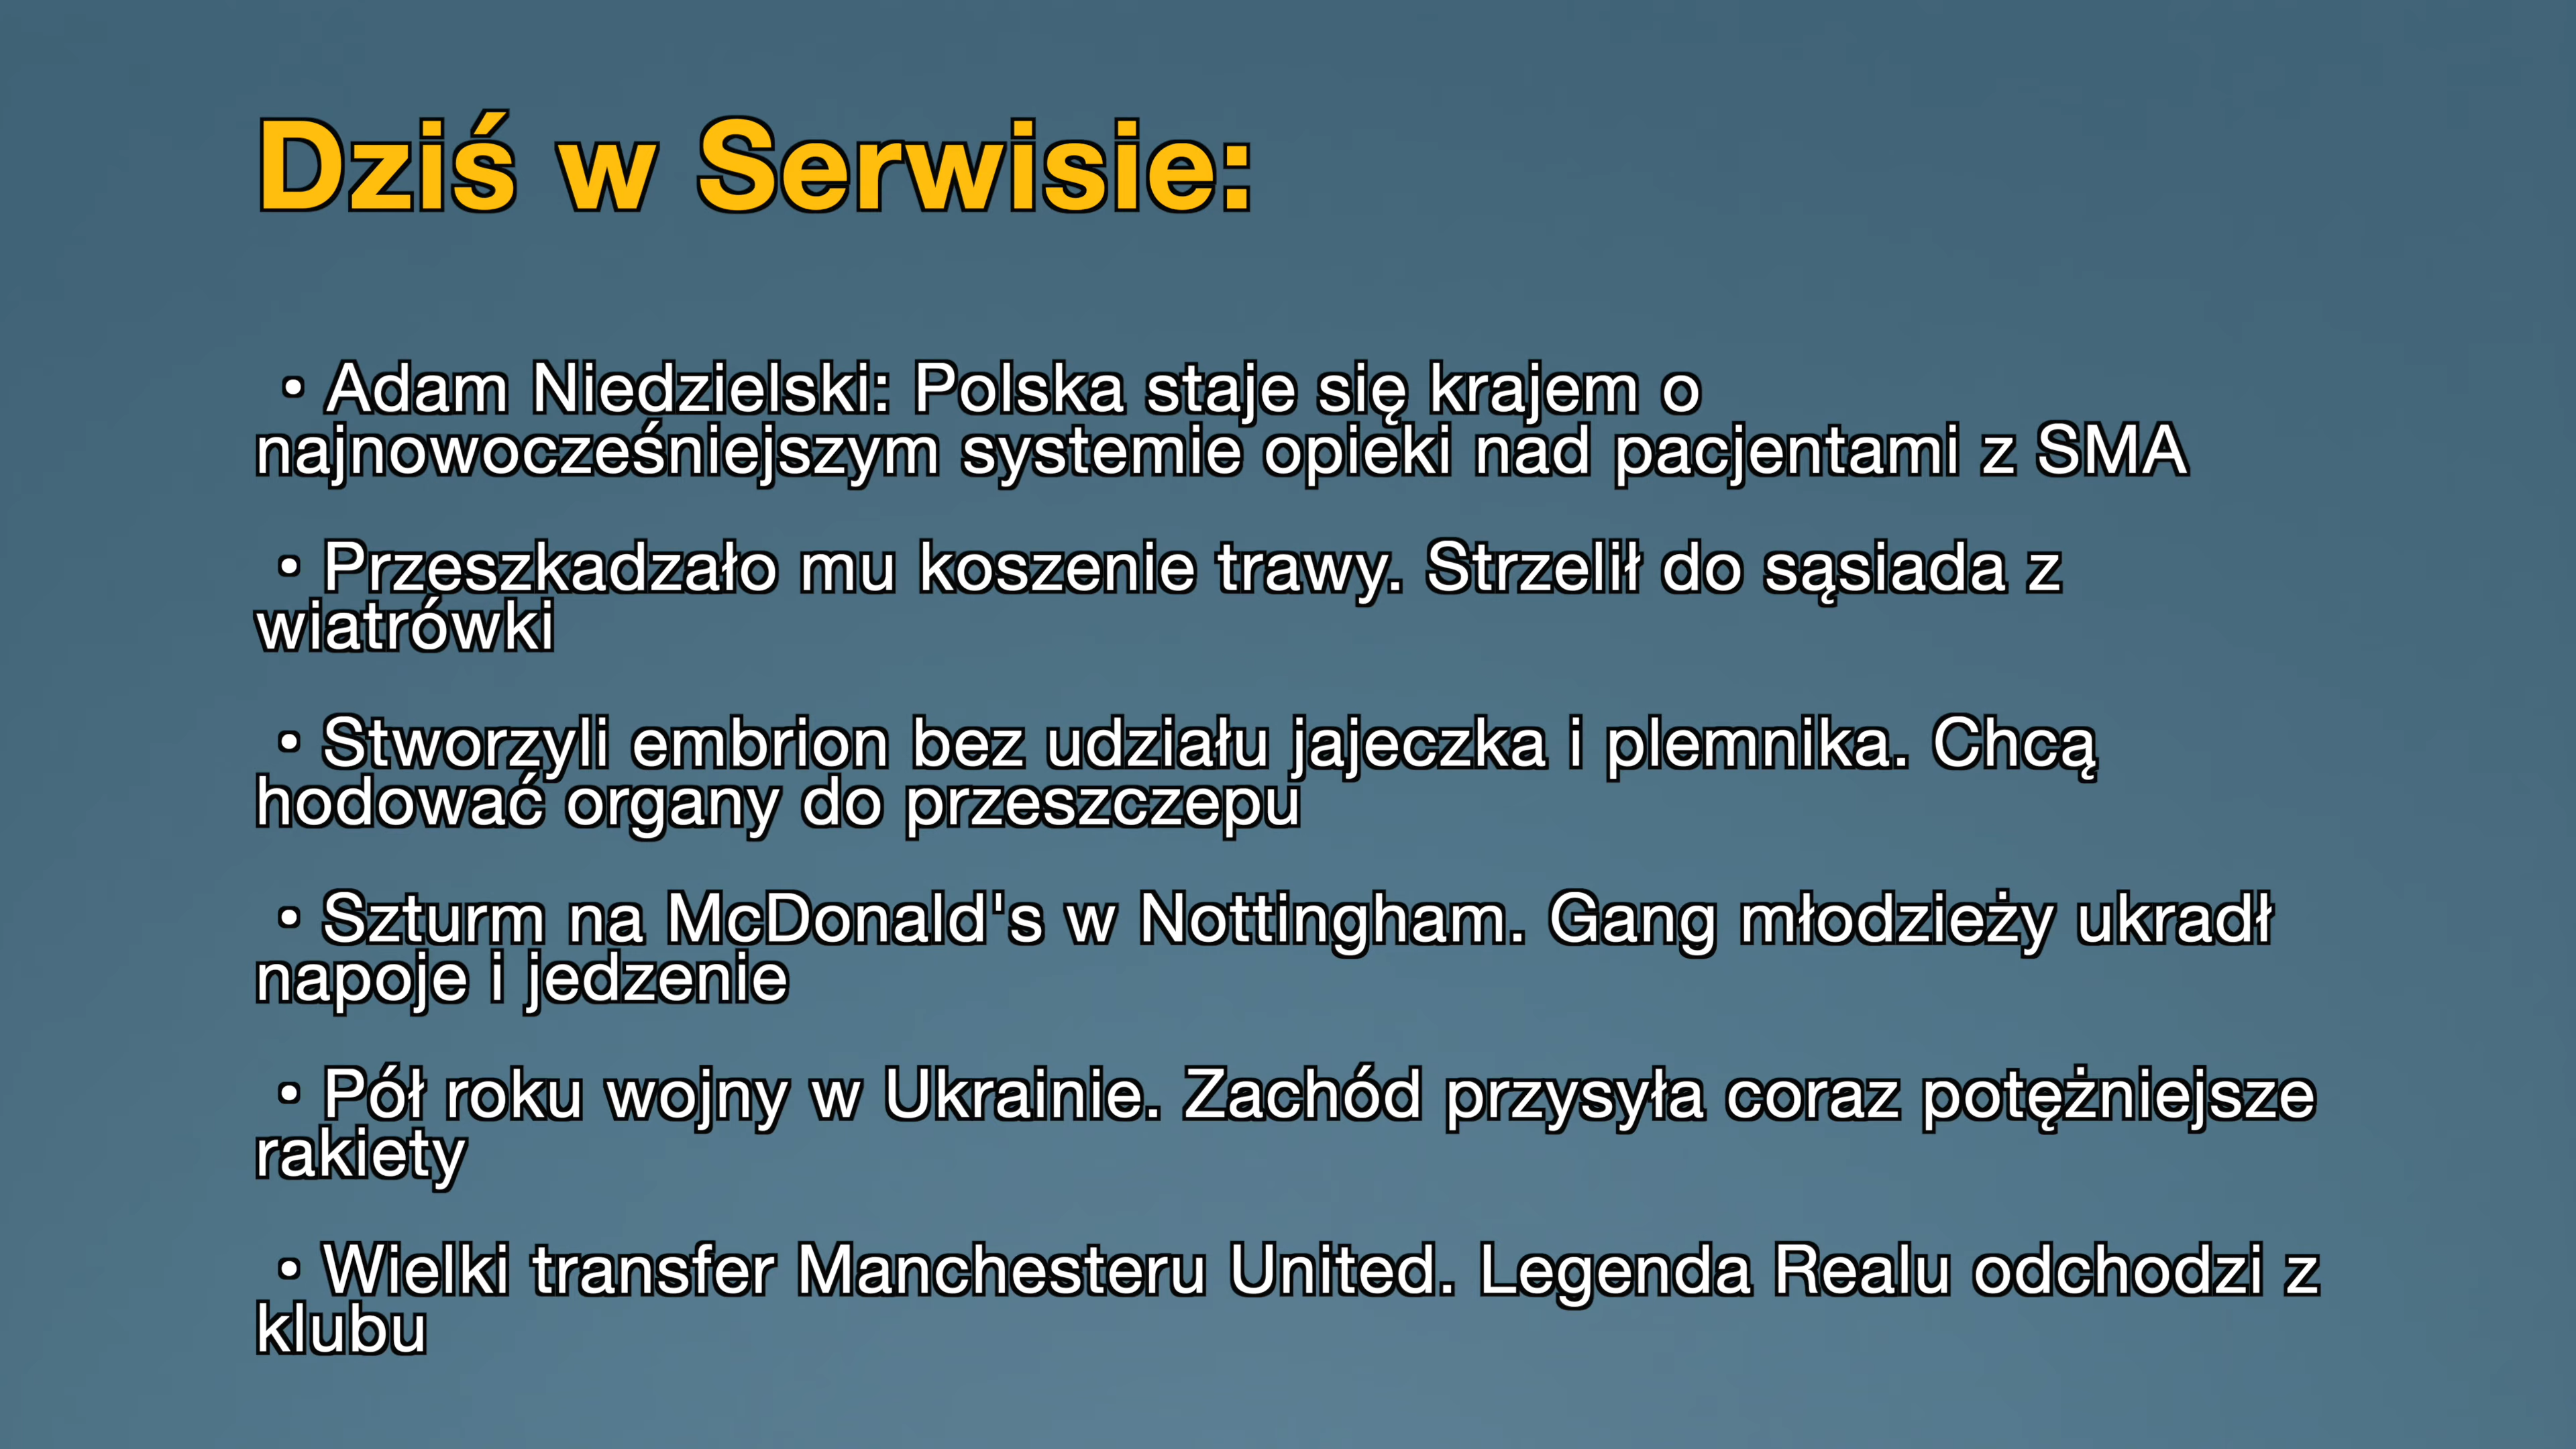 Dziś w Serwisie:
• Adam Niedzielski: Polska staje się krajem o
najnowocześniejszym systemie opieki nad pacjentami z SMA
• Przeszkadzało mu koszenie trawy. Strzelił do sąsiada z
wiatrówki
• Stworzyli embrion bez udziału jajeczka i plemnika. Chcą
hodować organy do przeszczepu
• Szturm na McDonald's w Nottingham. Gang młodzieży ukradł
napoje i jedzenie
• Pół roku wojny w Ukrainie. Zachód przysyła coraz potężniejsze
rakiety
• Wielki transfer Manchesteru United. Legenda Realu odchodzi z
klubu